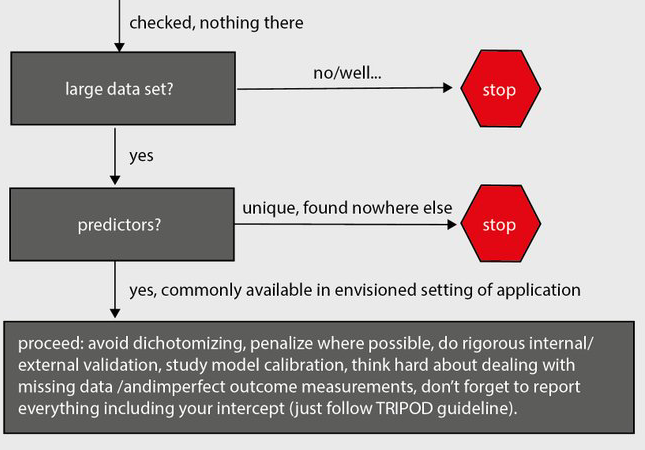 checked, nothing there
large data set?
no/well...
stop
yes
predictors?
unique, found nowhere else
stop
yes, commonly available in envisioned setting of application
proceed: avoid dichotomizing, penalize where possible, do rigorous internal/
external validation, study model calibration, think hard about dealing with
missing data /andimperfect outcome measurements, don’t forget to report
everything including your intercept (just follow TRIPOD guideline).